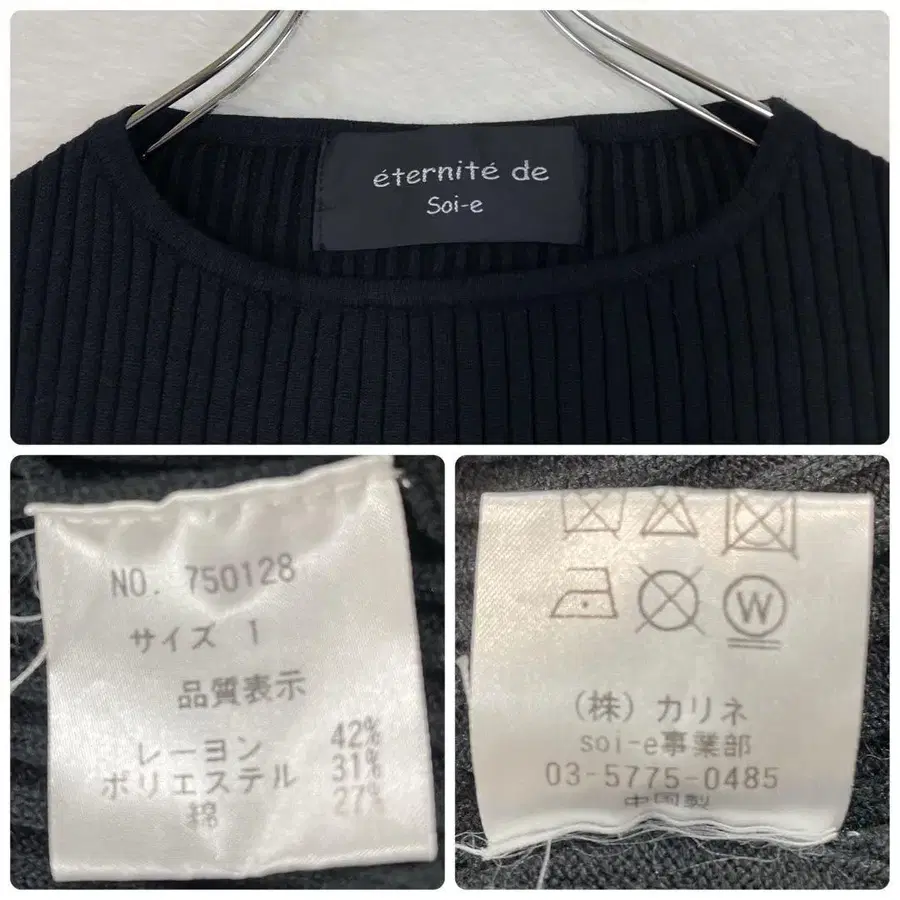 éternité de
Soi-e
NO. 750128
サイズ 1
品質表示
レーヨン 42%
ポリエステル 31%
綿 27%
W
(株) カリネ
soi-e事業部
03-5775-0485
中国製